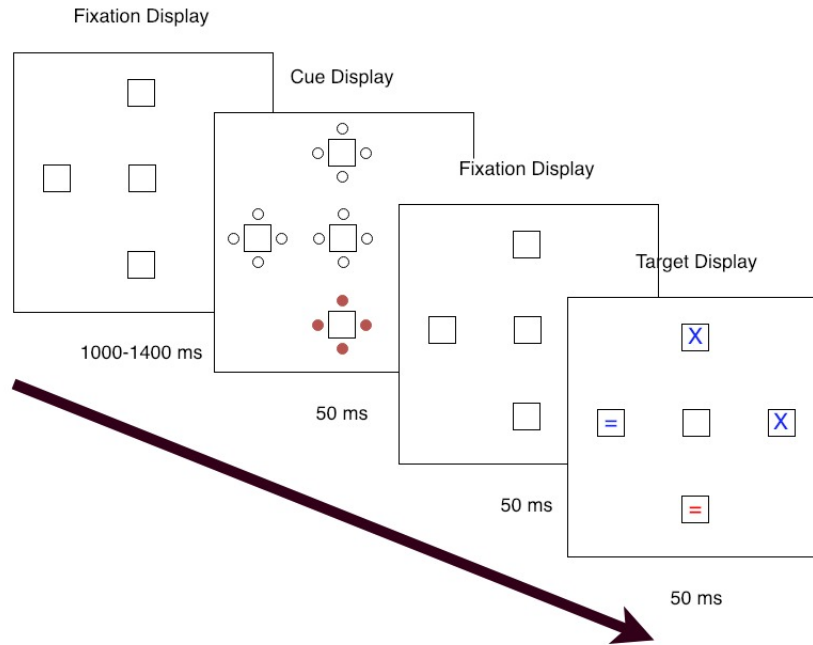 Fixation Display
Cue Display
Fixation Display
Target Display
X
= X
=
1000-1400 ms
50 ms
50 ms
50 ms